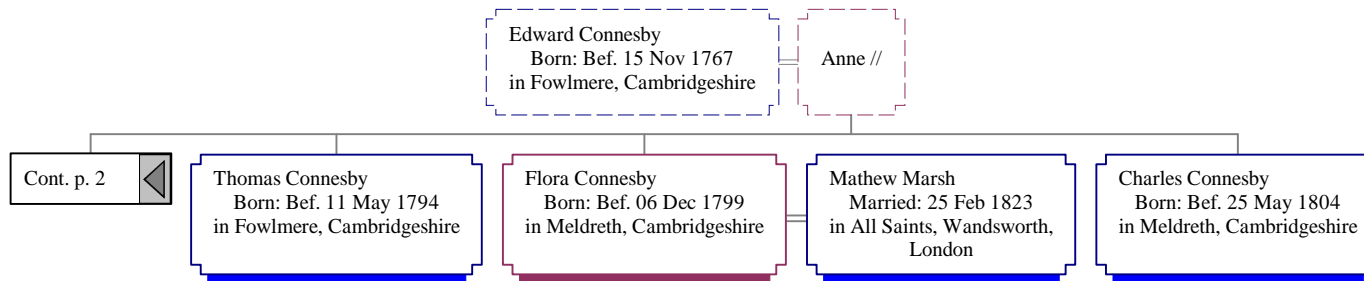 Edward Connesby
Born: Bef. 15 Nov 1767
in Fowlmere, Cambridgeshire
Anne //
Cont. p. 2
Thomas Connesby
Born: Bef. 11 May 1794
in Fowlmere, Cambridgeshire
Flora Connesby
Born: Bef. 06 Dec 1799
in Meldreth, Cambridgeshire
Mathew Marsh
Married: 25 Feb 1823
in All Saints, Wandsworth,
London
Charles Connesby
Born: Bef. 25 May 1804
in Meldreth, Cambridgeshire